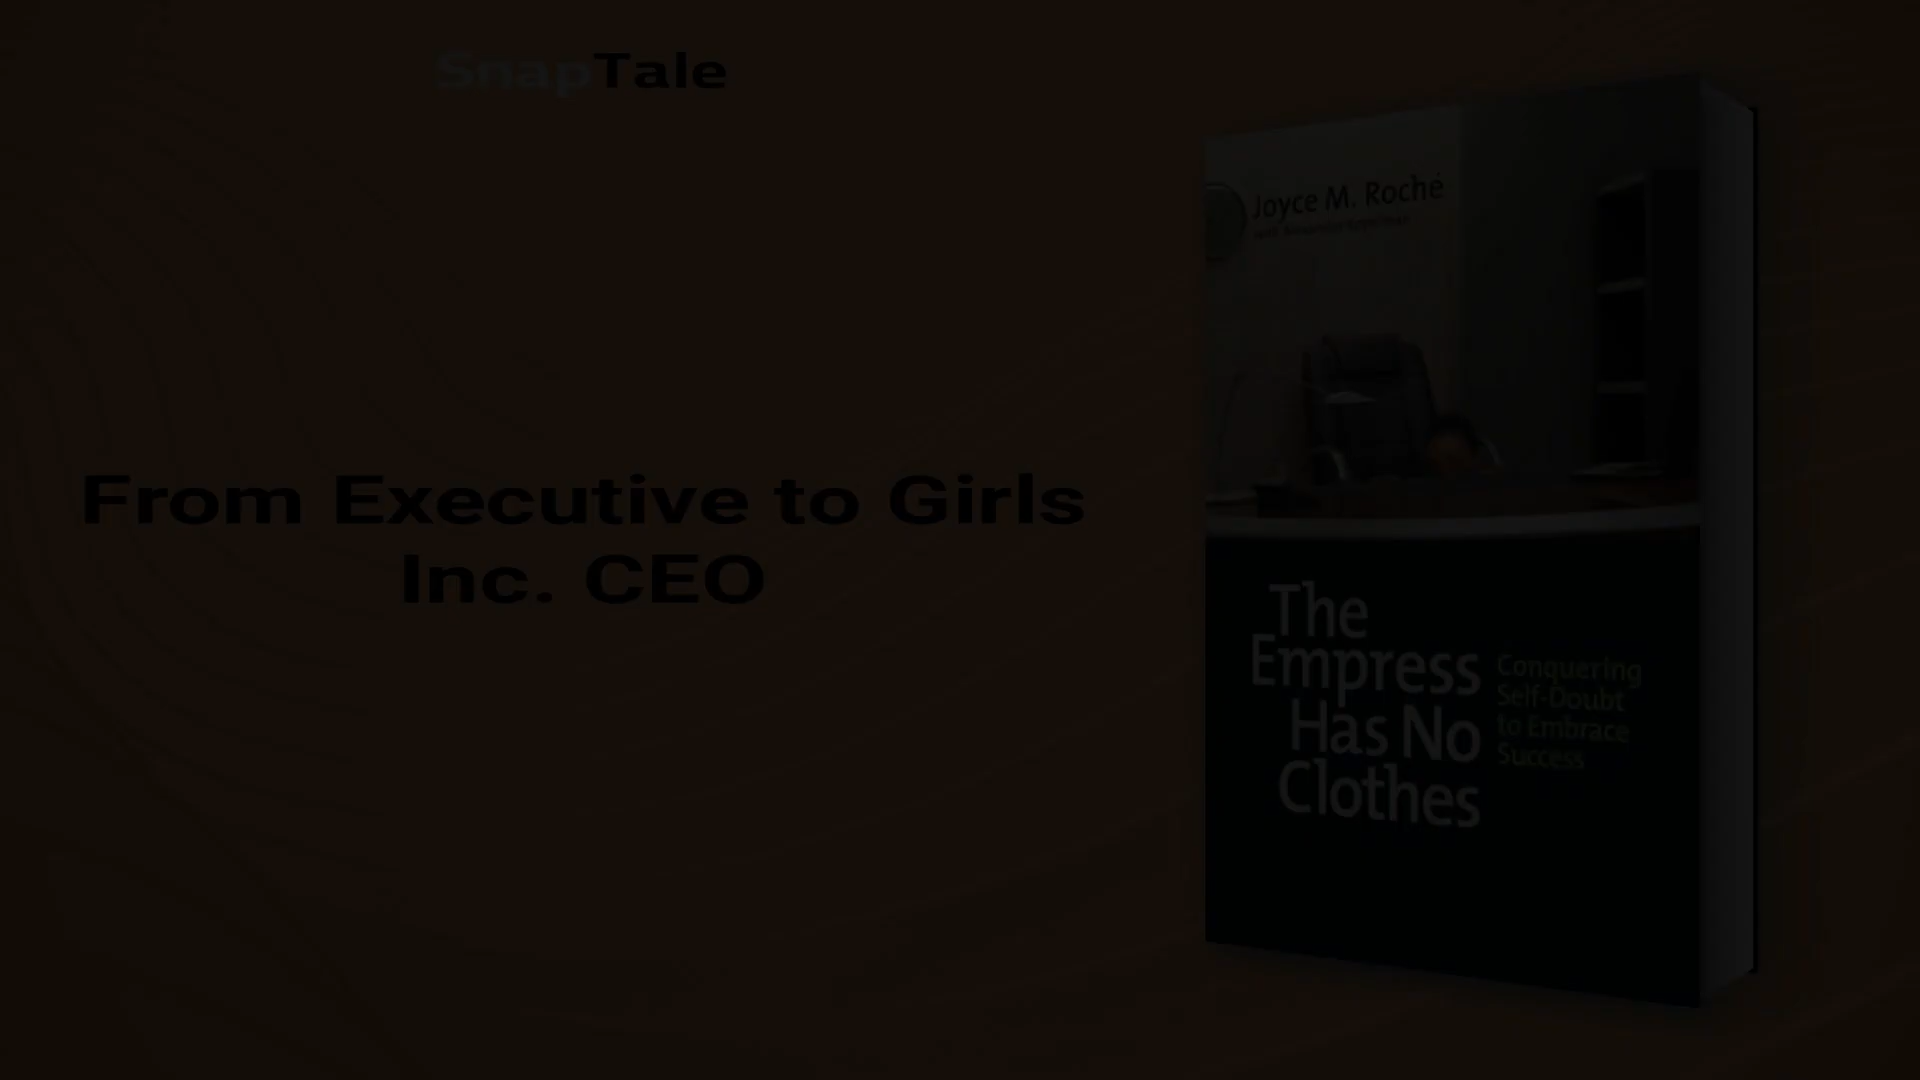 SnapTale
From Executive to Girls
Inc. CEO
Joyce M. Roché
The
Empress
Has No
Clothes
Conquering
Self-Doubt
to Embrace
Success